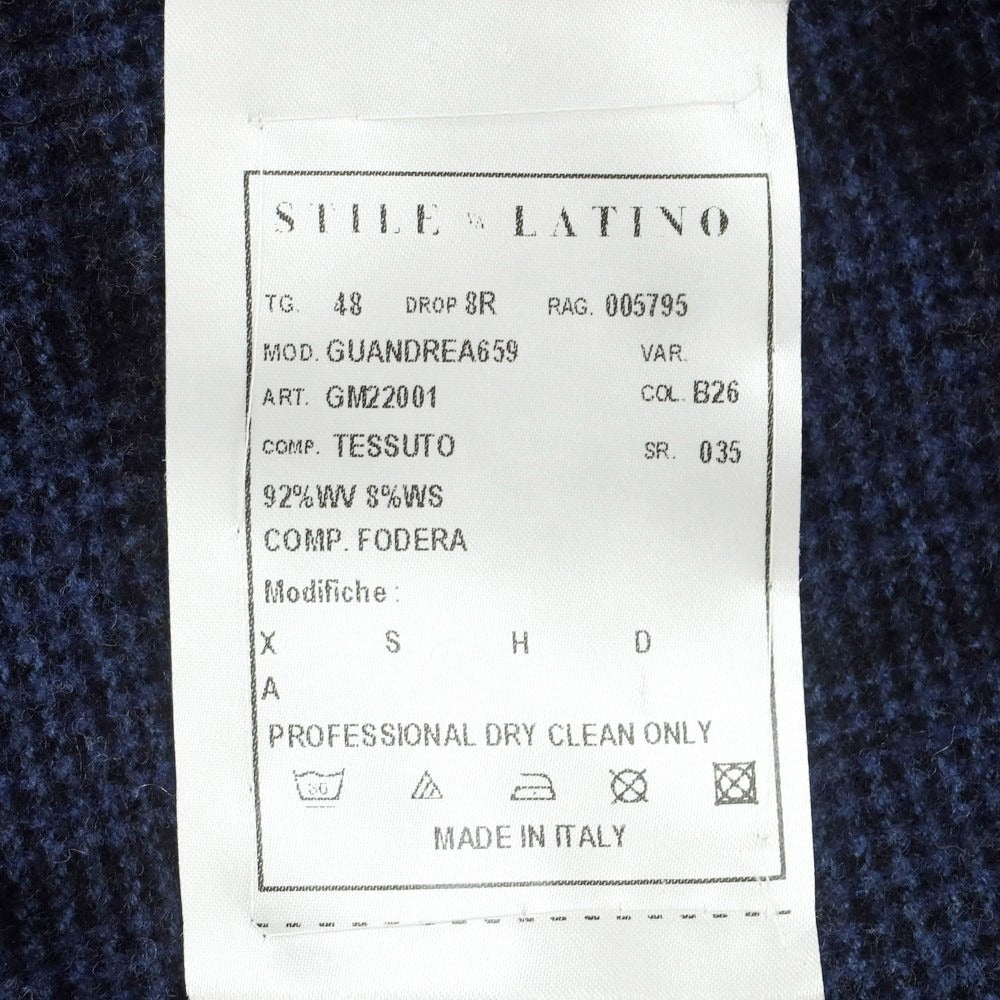 STILE LATINO
TG. 48 DROP 8R RAG. 005795
MOD. GUANDREA659 VAR.
ART. GM22001 COL. B26
COMP. TESSUTO SR. 035
92%WV 8%WS
COMP. FODERA
Modifiche :
X S H D
A
PROFESSIONAL DRY CLEAN ONLY
30
MADE IN ITALY